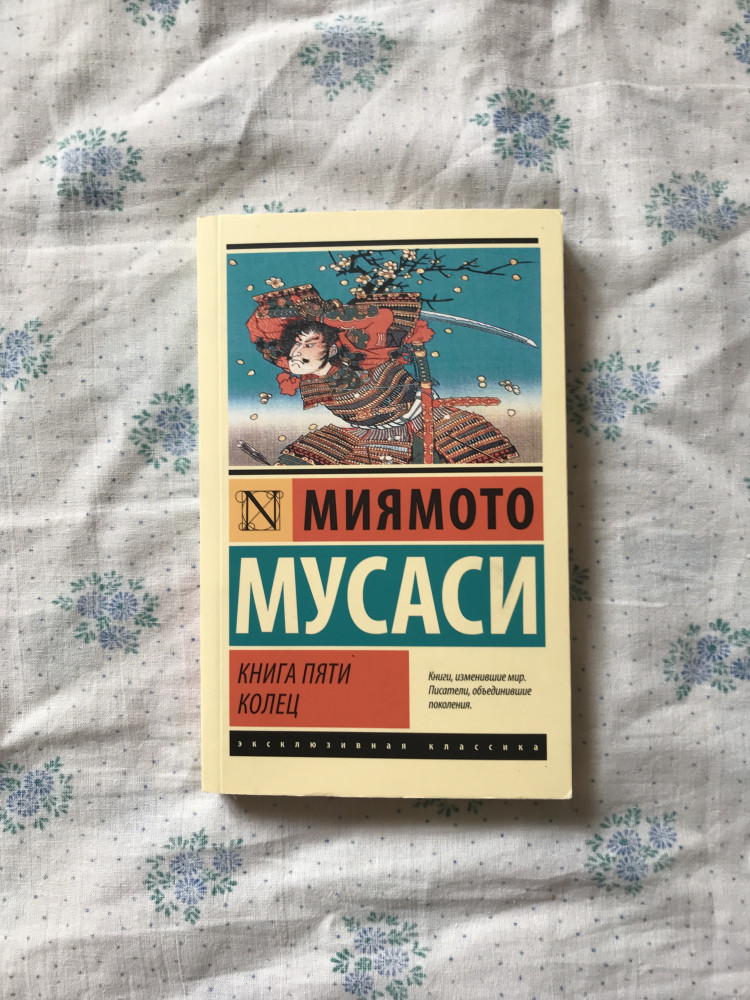 N
МИЯМОТО
МУСАСИ
КНИГА ПЯТИ
КОЛЕЦ
Книги, изменившие мир.
Писатели, объединившие
поколения.
эксклюзивная классика